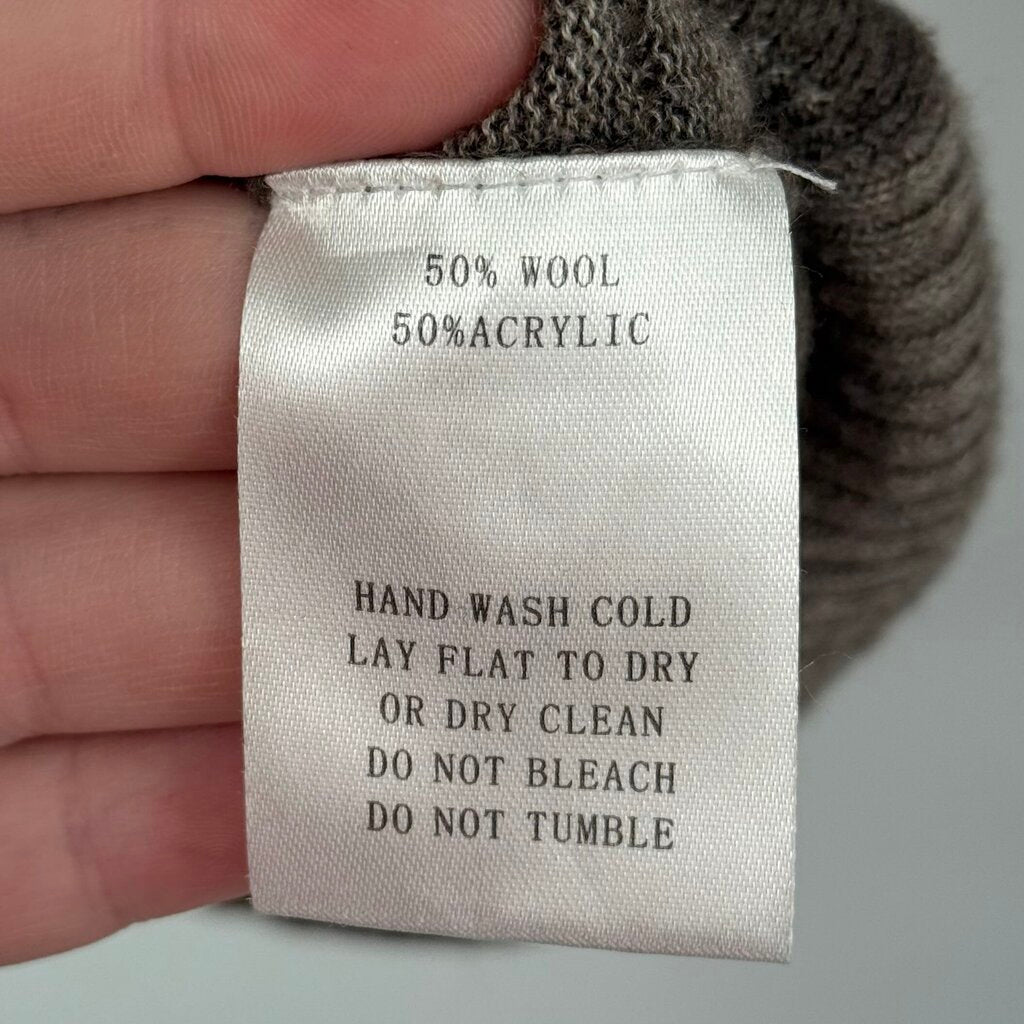 50% WOOL
50%ACRYLIC
HAND WASH COLD
LAY FLAT TO DRY
OR DRY CLEAN
DO NOT BLEACH
DO NOT TUMBLE